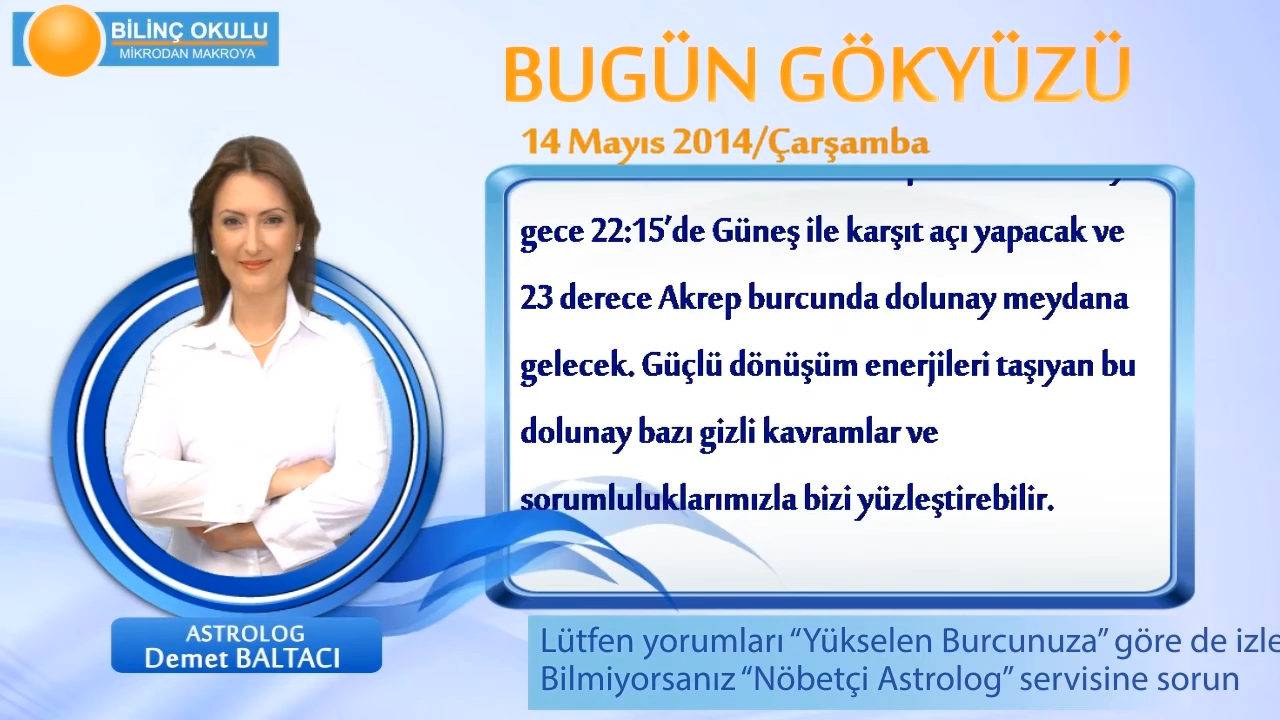 BİLİNÇ OKULU
MİKRODAN MAKROYA
BUGÜN GÖKYÜZÜ
14 Mayıs 2014/Çarşamba
gece 22:15'de Güneş ile karşıt açı yapacak ve
23 derece Akrep burcunda dolunay meydana
gelecek. Güçlü dönüşüm enerjileri taşıyan bu
dolunay bazı gizli kavramlar ve
sorumluluklarımızla bizi yüzleştirebilir.
ASTROLOG
Demet BALTACI
Lütfen yorumları “Yükselen Burcunuza” göre de izle
Bilmiyorsanız “Nöbetçi Astrolog” servisine sorun